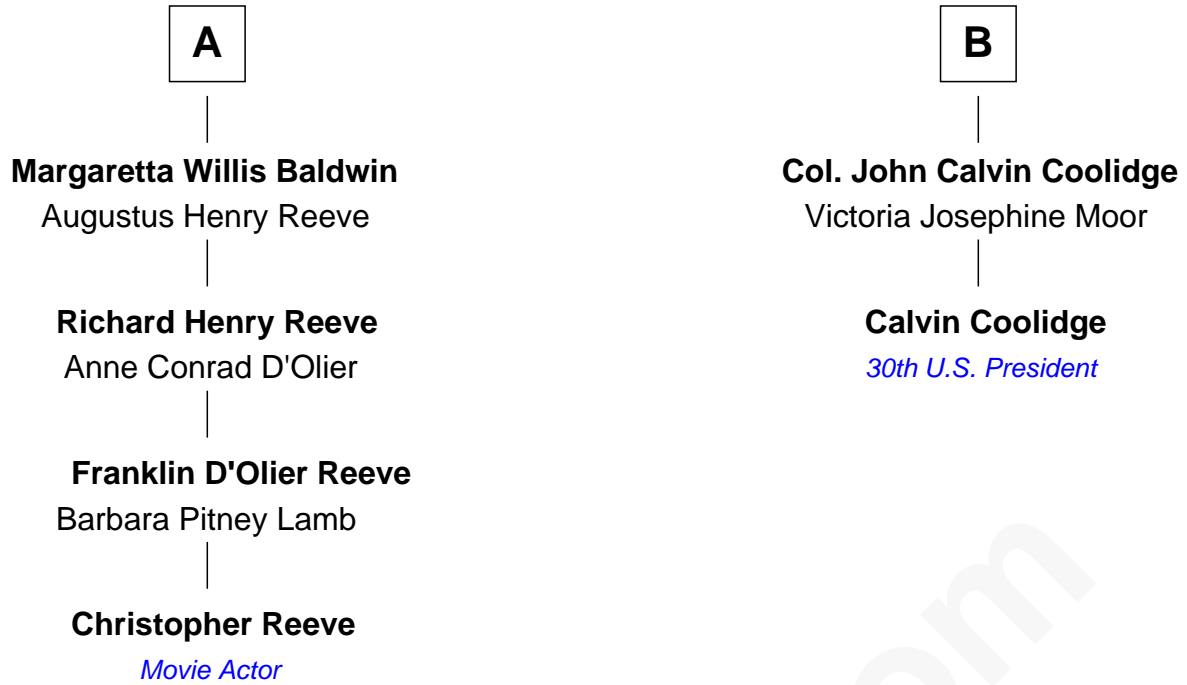 A
Margaretta Willis Baldwin
Augustus Henry Reeve
Richard Henry Reeve
Anne Conrad D'Olier
Franklin D'Olier Reeve
Barbara Pitney Lamb
Christopher Reeve
Movie Actor
B
Col. John Calvin Coolidge
Victoria Josephine Moor
Calvin Coolidge
30th U.S. President
om